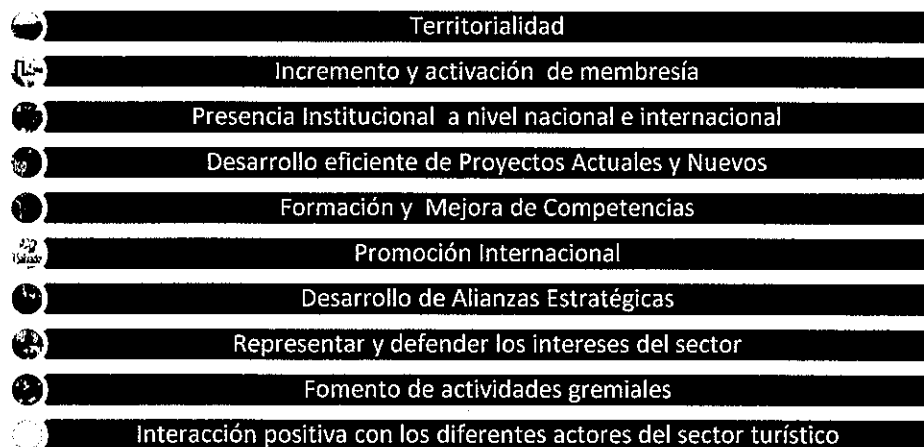 Territorialidad
Incremento y activación de membresía
Presencia Institucional a nivel nacional e internacional
Desarrollo eficiente de Proyectos Actuales y Nuevos
Formación y Mejora de Competencias
Promoción Internacional
Desarrollo de Alianzas Estratégicas
Representar y defender los intereses del sector
Fomento de actividades gremiales
Interacción positiva con los diferentes actores del sector turístico